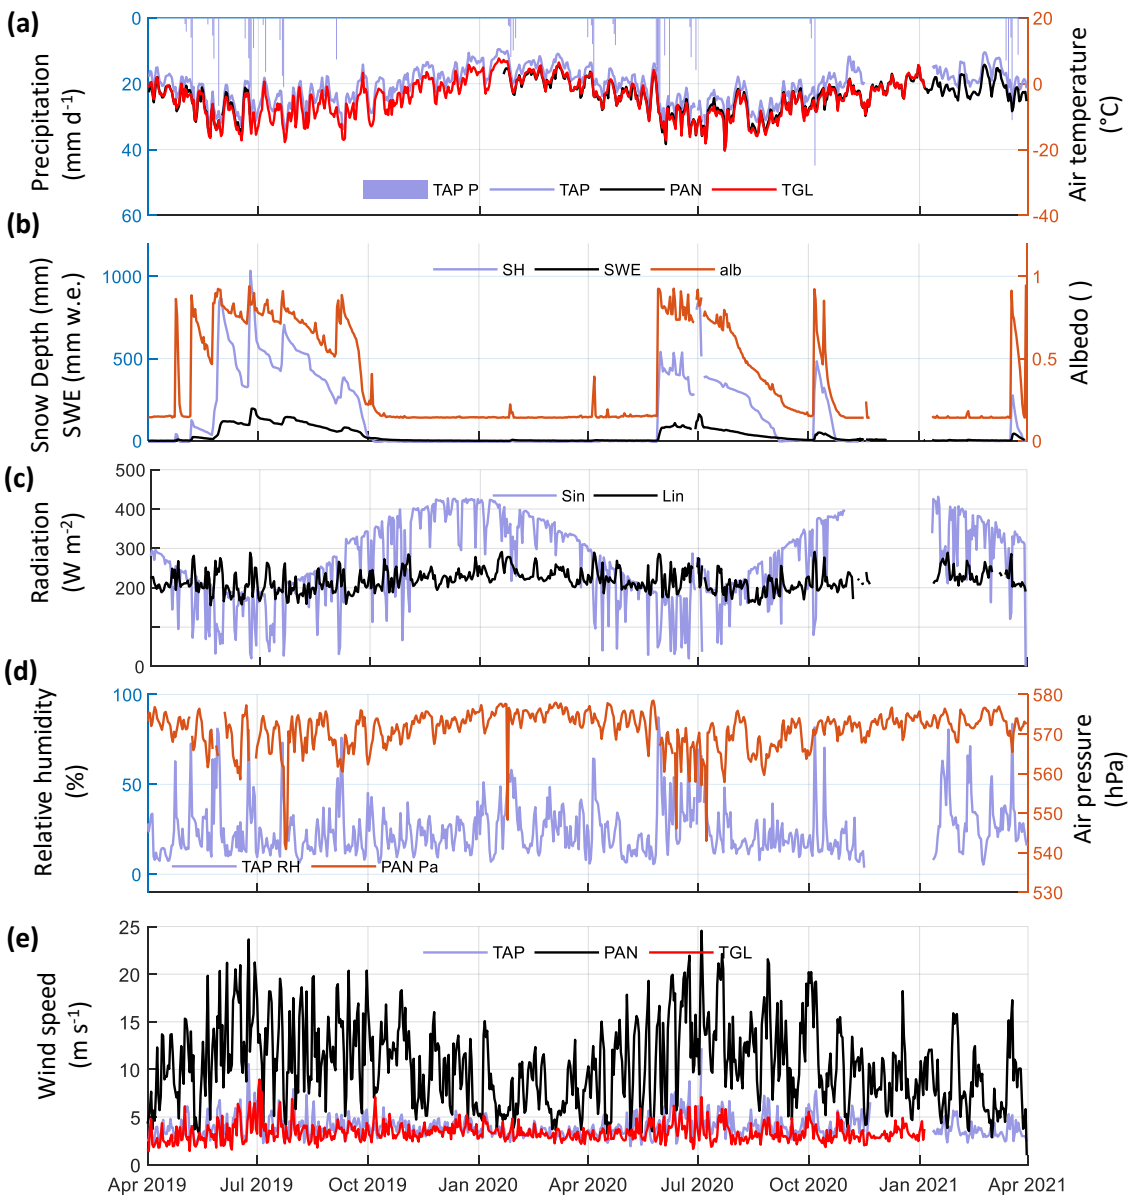 (a)
0
20
40
60
Precipitation
(mm d⁻¹)
20
0
-20
-40
Air temperature
(°C)
TAP P
TAP
PAN
TGL
(b)
1000
500
0
Snow Depth (mm)
SWE (mm w.e.)
1
0.5
0
Albedo ( )
SH
SWE
alb
(c)
500
400
300
200
0
Radiation
(W m⁻²)
Sin
Lin
(d)
100
50
0
Relative humidity
(%)
580
570
560
550
540
530
Air pressure
(hPa)
TAP RH
PAN Pa
(e)
25
20
15
10
5
0
Wind speed
(m s⁻¹)
TAP
PAN
TGL
Apr 2019
Jul 2019
Oct 2019
Jan 2020
Apr 2020
Jul 2020
Oct 2020
Jan 2021
Apr 2021